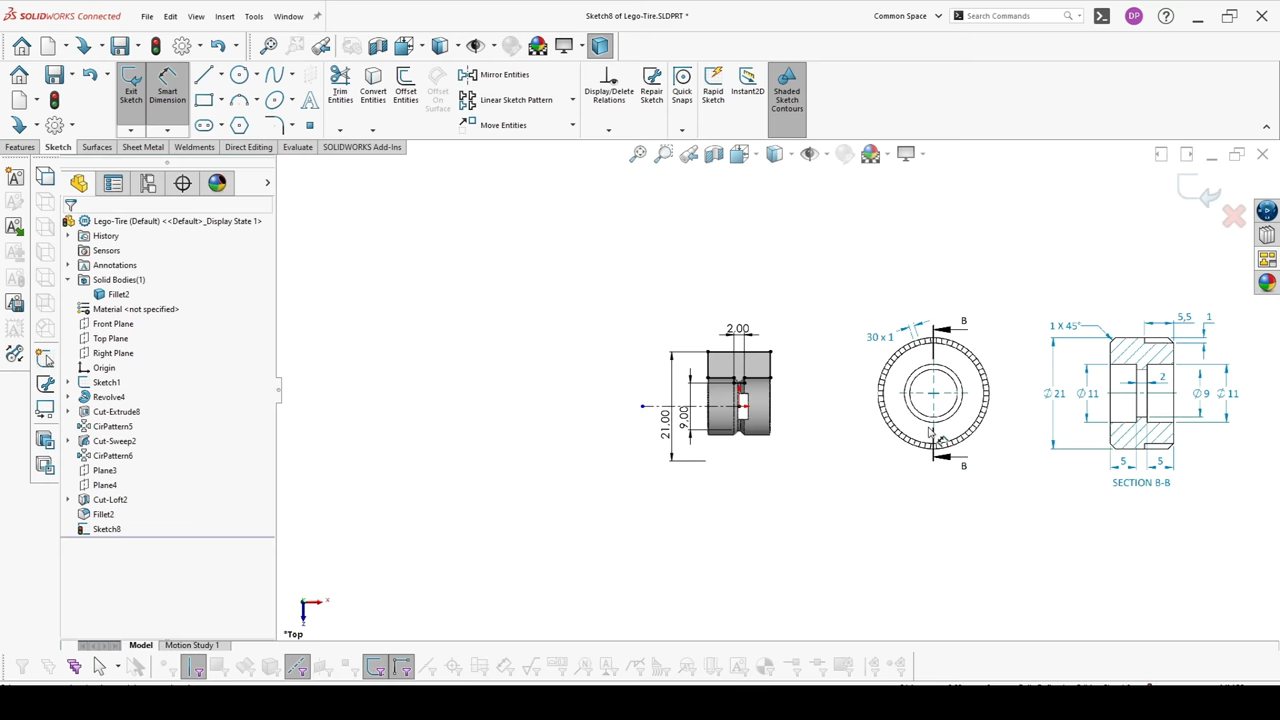 SOLIDWORKS Connected
File
Edit
View
Insert
Tools
Window
Sketch8 of Lego-Tire.SLDPRT *
Common Space
Search Commands
DP
Exit Sketch
Smart Dimension
Trim Entities
Convert Entities
Offset Entities
Offset On Surface
Mirror Entities
Linear Sketch Pattern
Move Entities
Display/Delete Relations
Repair Sketch
Quick Snaps
Rapid Sketch
Instant2D
Shaded Sketch Contours
Features
Sketch
Surfaces
Sheet Metal
Weldments
Direct Editing
Evaluate
SOLIDWORKS Add-Ins
Lego-Tire (Default) <<Default>_Display State 1>
History
Sensors
Annotations
Solid Bodies(1)
Fillet2
Material <not specified>
Front Plane
Top Plane
Right Plane
Origin
Sketch1
Revolve4
Cut-Extrude8
CirPattern5
Cut-Sweep2
CirPattern6
Plane3
Plane4
Cut-Loft2
Fillet2
Sketch8
2.00
21.00
9.00
30 x 1
B
B
1 X 45°
5,5
1
2
∅ 21
∅ 11
∅ 9
∅ 11
5
5
SECTION B-B
x
z
*Top
Model
Motion Study 1